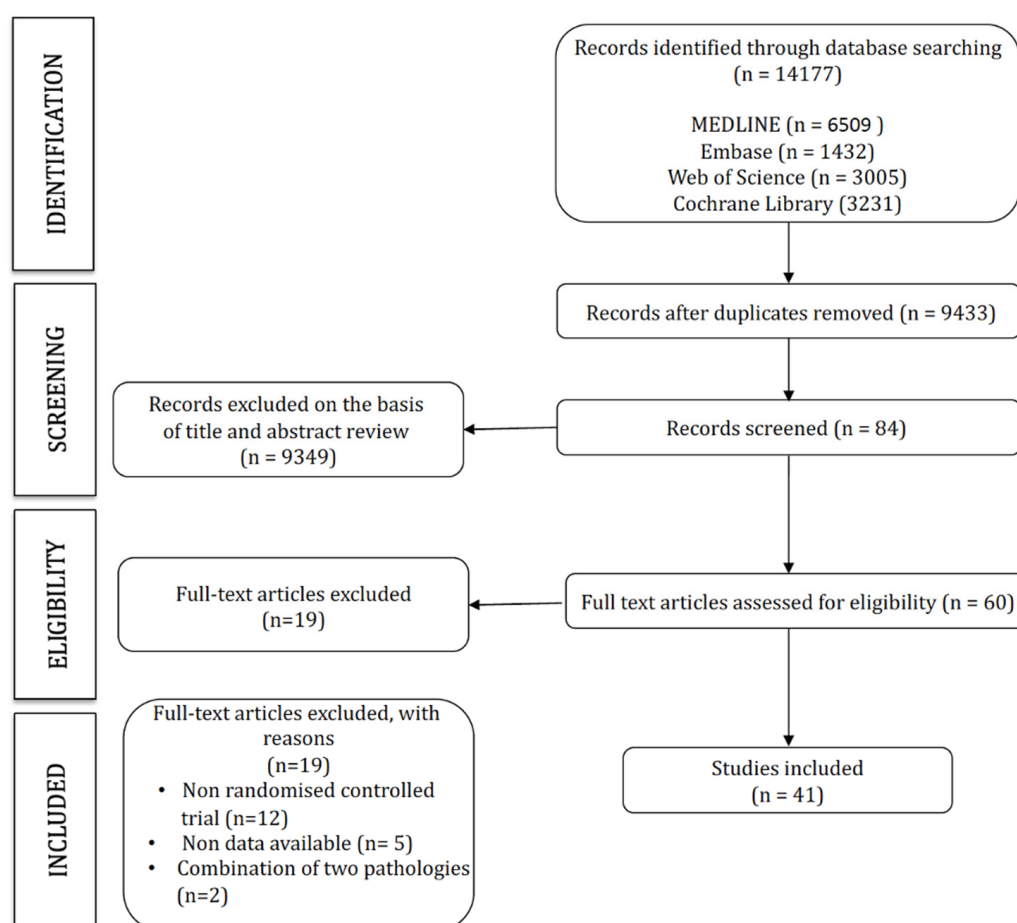 IDENTIFICATION
Records identified through database searching
(n = 14177)
MEDLINE (n = 6509 )
Embase (n = 1432)
Web of Science (n = 3005)
Cochrane Library (3231)
SCREENING
Records after duplicates removed (n = 9433)
Records excluded on the basis
of title and abstract review
(n = 9349)
Records screened (n = 84)
ELIGIBILITY
Full-text articles excluded
(n=19)
Full text articles assessed for eligibility (n = 60)
INCLUDED
Full-text articles excluded, with
reasons
(n=19)
• Non randomised controlled
trial (n=12)
• Non data available (n= 5)
• Combination of two pathologies
(n=2)
Studies included
(n = 41)